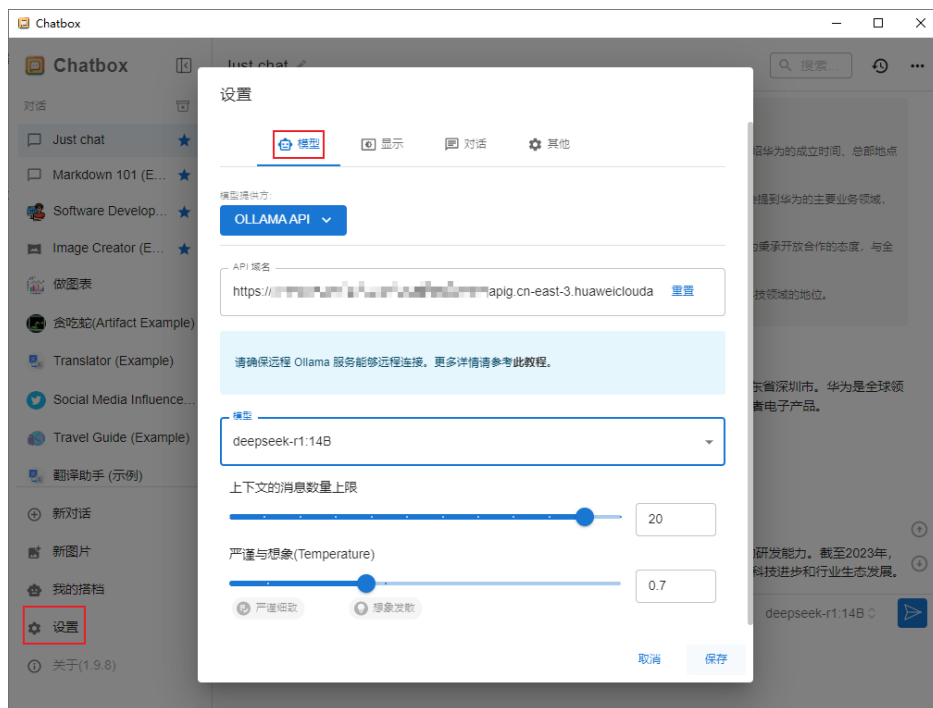 Chatbox
Chatbox
Just chat
搜索...
对话
Just chat
Markdown 101 (E...
Software Develop...
Image Creator (E...
做图表
贪吃蛇(Artifact Example)
Translator (Example)
Social Media Influence...
Travel Guide (Example)
翻译助手 (示例)
新对话
新图片
我的搭档
设置
关于(1.9.8)
设置
模型
显示
对话
其他
模型提供方:
OLLAMA API
API 域名
https://
apig.cn-east-3.huaweiclouda
重置
请确保远程 Ollama 服务能够远程连接。更多详情请参考此教程。
模型
deepseek-r1:14B
上下文的消息数量上限
20
严谨与想象(Temperature)
0.7
严谨细致
想象发散
取消
保存
绍华为的成立时间、总部地点
提到华为的主要业务领域,
秉承开放合作的态度,与全
技领域的地位。
东省深圳市。华为是全球领
者电子产品。
研发能力。截至2023年,
科技进步和行业生态发展。
deepseek-r1:14B